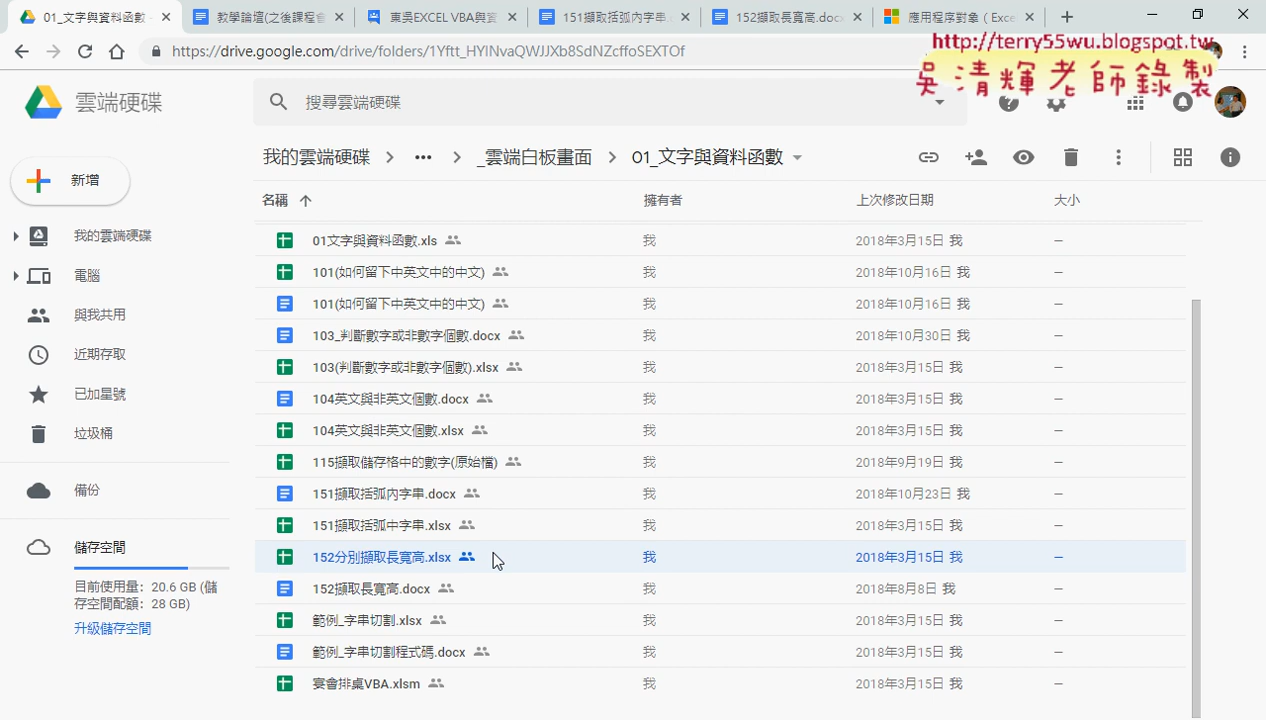 01_文字與資料函數
教學論壇(之後課程會
東吳EXCEL VBA與資
151擷取括弧內字串.d
152擷取長寬高.docx
應用程序對象（Exce
https://drive.google.com/drive/folders/1Yftt_HYINvaQWJJXb8SdNZcffoSEXTOf
http://terry55wu.blogspot.tw
吳清輝老師錄製
雲端硬碟
搜尋雲端硬碟
新增
我的雲端硬碟
_雲端白板畫面
01_文字與資料函數
名稱
擁有者
上次修改日期
大小
我的雲端硬碟
電腦
與我共用
近期存取
已加星號
垃圾桶
備份
儲存空間
目前使用量：20.6 GB (儲
存空間配額：28 GB)
升級儲存空間
01文字與資料函數.xls 我 2018年3月15日 我 –
101(如何留下中英文中的中文) 我 2018年10月16日 我 –
101(如何留下中英文中的中文) 我 2018年10月16日 我 –
103_判斷數字或非數字個數.docx 我 2018年10月30日 我 –
103(判斷數字或非數字個數).xlsx 我 2018年3月15日 我 –
104英文與非英文個數.docx 我 2018年3月15日 我 –
104英文與非英文個數.xlsx 我 2018年3月15日 我 –
115擷取儲存格中的數字(原始檔) 我 2018年9月19日 我 –
151擷取括弧內字串.docx 我 2018年10月23日 我 –
151擷取括弧中字串.xlsx 我 2018年3月15日 我 –
152分別擷取長寬高.xlsx 我 2018年3月15日 我 –
152擷取長寬高.docx 我 2018年8月8日 我 –
範例_字串切割.xlsx 我 2018年3月15日 我 –
範例_字串切割程式碼.docx 我 2018年3月15日 我 –
宴會排桌VBA.xlsm 我 2018年3月15日 我 –